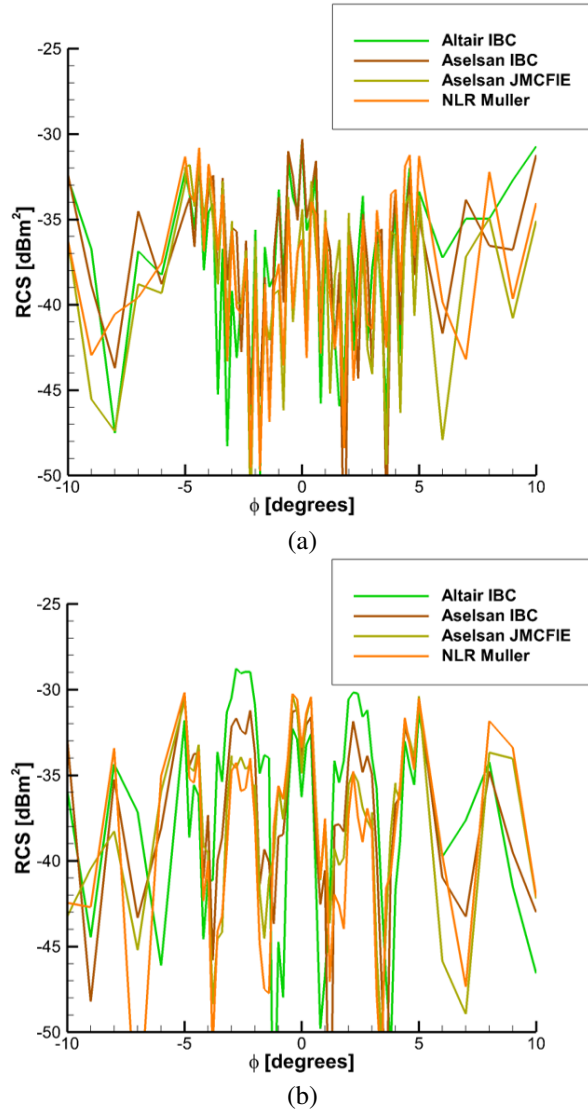 Altair IBC
Aselsan IBC
Aselsan JMCFIE
NLR Muller
-25
-30
-35
-40
-45
-50
RCS [dBm²]
-10
-5
0
5
10
ϕ [degrees]
(a)
Altair IBC
Aselsan IBC
Aselsan JMCFIE
NLR Muller
-25
-30
-35
-40
-45
-50
RCS [dBm²]
-10
-5
0
5
10
ϕ [degrees]
(b)